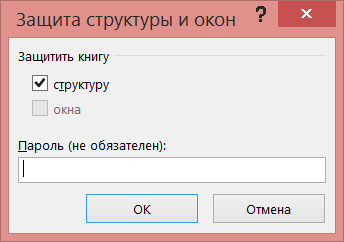 Защита структуры и окон
?
Защитить книгу
структуру
окна
Пароль (не обязателен):
ОК
Отмена